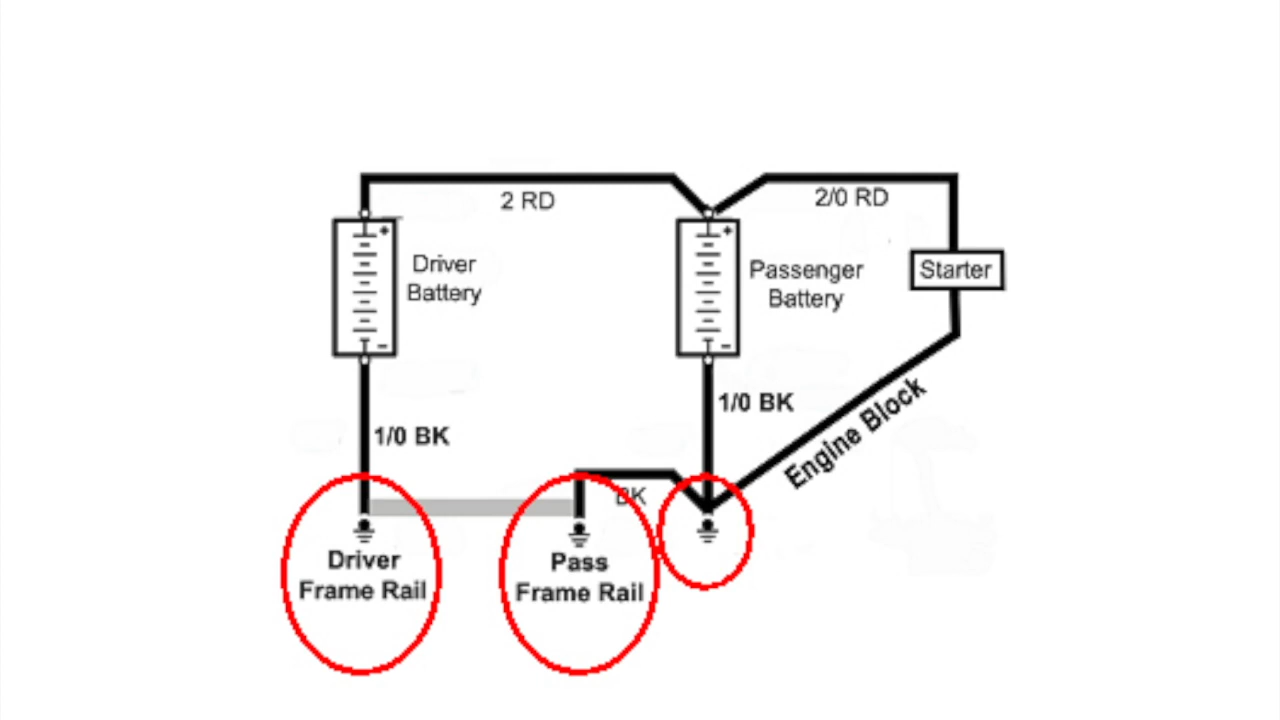 2 RD
2/0 RD
+
+
Driver
Battery
Passenger
Battery
Starter
-
-
1/0 BK
1/0 BK
Engine Block
BK
Driver
Frame Rail
Pass
Frame Rail